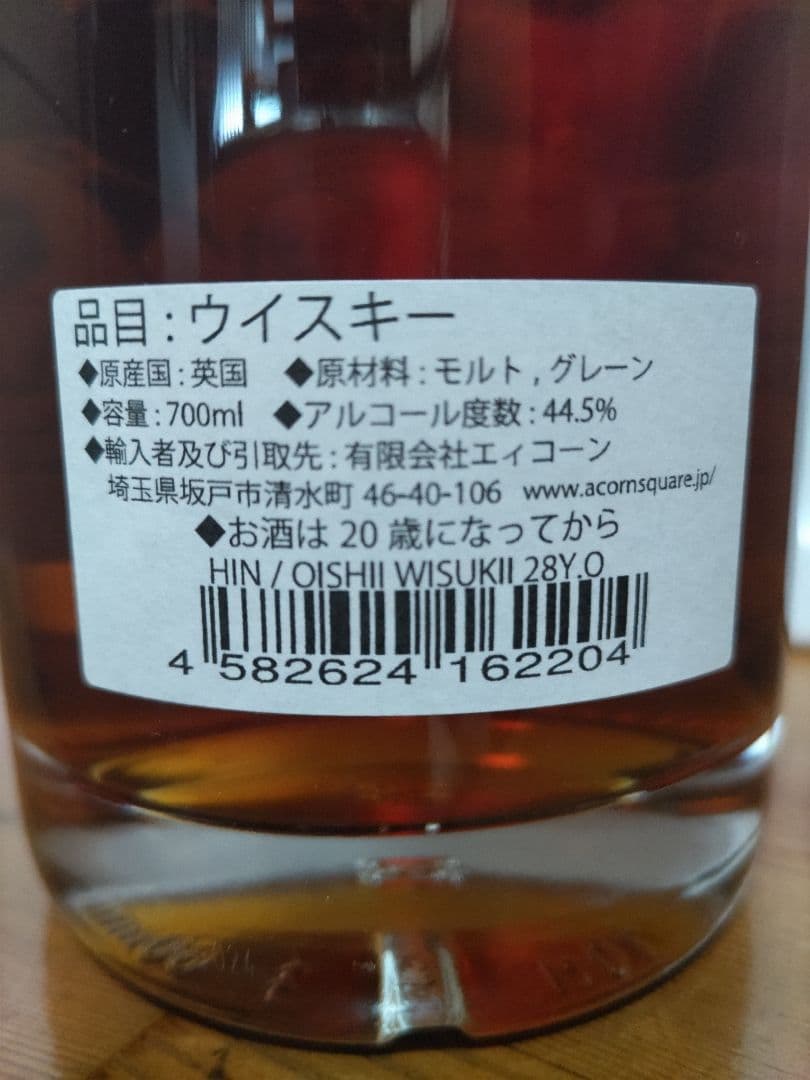 品目 : ウイスキー
◆原産国 : 英国 ◆原材料 : モルト , グレーン
◆容量 : 700ml ◆アルコール度数 : 44.5%
◆輸入者及び引取先 : 有限会社エィコーン
埼玉県坂戸市清水町 46-40-106 www.acornsquare.jp/
◆お酒は 20 歳になってから
HIN / OISHII WISUKII 28Y.O
4 582624 162204